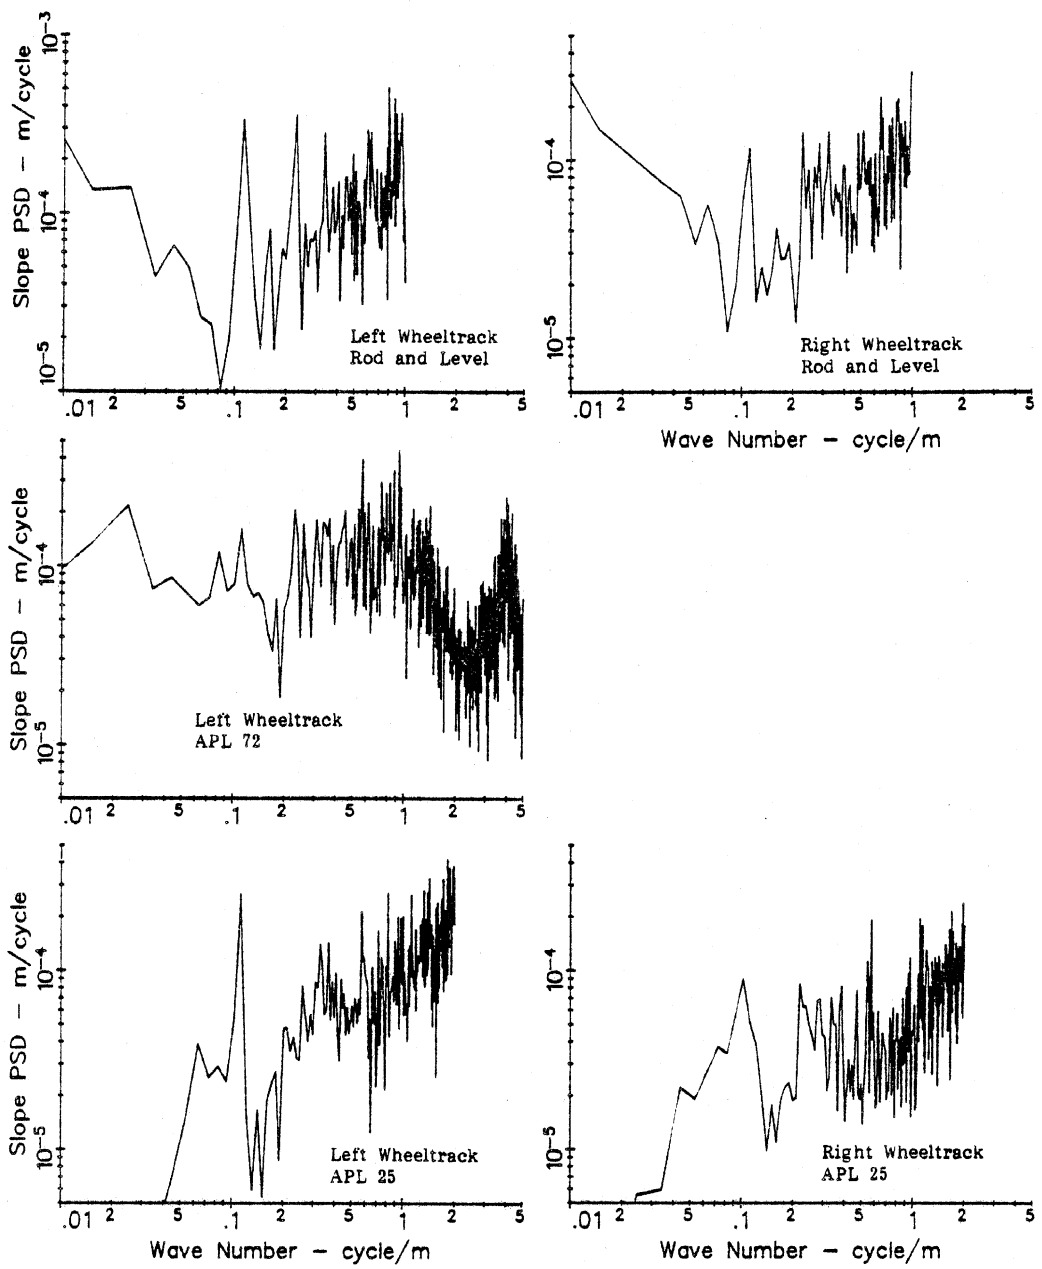 Slope PSD – m/cycle
10⁻³
10⁻⁴
10⁻⁵
Left Wheeltrack
Rod and Level
.01 2 5 .1 2 5 1 2 5
10⁻⁴
10⁻⁵
Right Wheeltrack
Rod and Level
.01 2 5 .1 2 5 1 2 5
Wave Number – cycle/m
Slope PSD – m/cycle
10⁻⁴
10⁻⁵
Left Wheeltrack
APL 72
.01 2 5 .1 2 5 1 2 5
Slope PSD – m/cycle
10⁻⁴
10⁻⁵
Left Wheeltrack
APL 25
.01 2 5 .1 2 5 1 2 5
Wave Number – cycle/m
10⁻⁴
10⁻⁵
Right Wheeltrack
APL 25
.01 2 5 .1 2 5 1 2 5
Wave Number – cycle/m